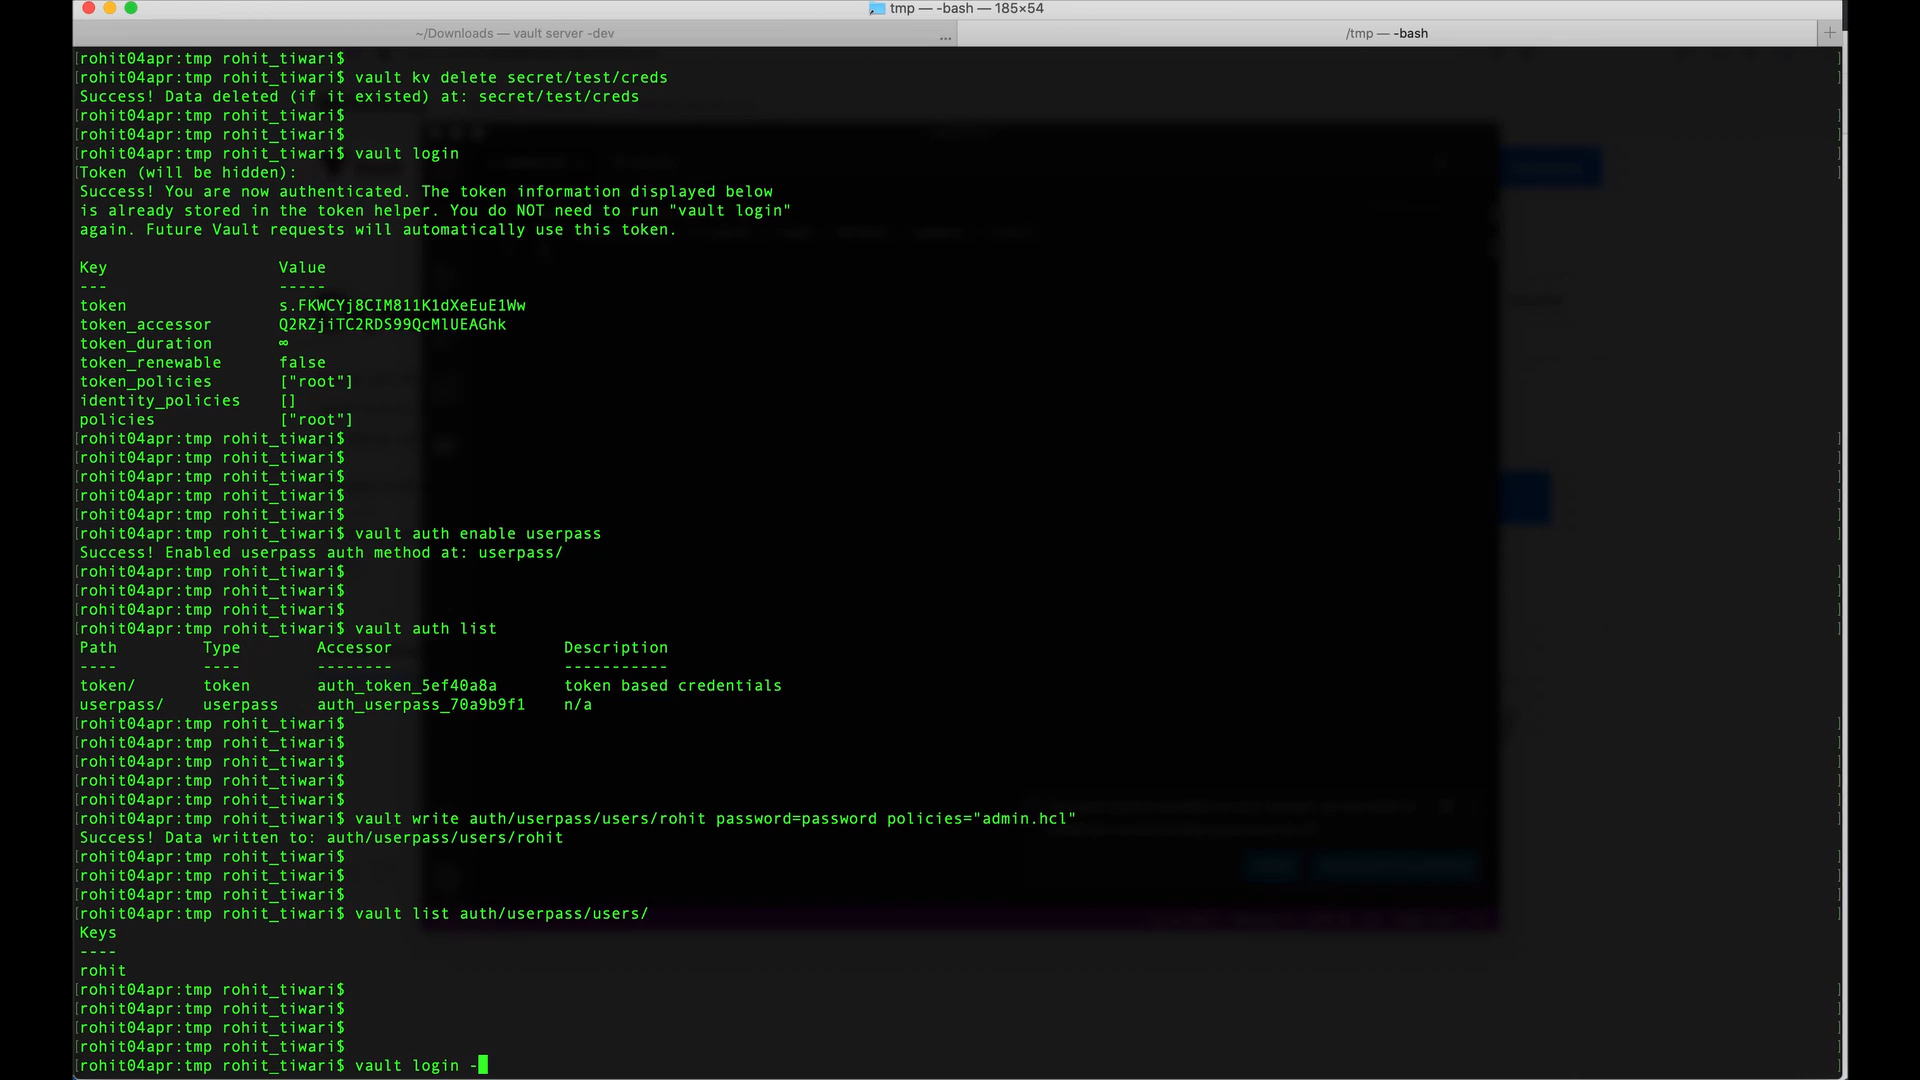 tmp — -bash — 185×54
~/Downloads — vault server -dev ...
/tmp — -bash +
[rohit04apr:tmp rohit_tiwari$ ]
[rohit04apr:tmp rohit_tiwari$ vault kv delete secret/test/creds ]
Success! Data deleted (if it existed) at: secret/test/creds
[rohit04apr:tmp rohit_tiwari$ ]
[rohit04apr:tmp rohit_tiwari$ ]
[rohit04apr:tmp rohit_tiwari$ vault login ]
[Token (will be hidden): ]
Success! You are now authenticated. The token information displayed below
is already stored in the token helper. You do NOT need to run "vault login"
again. Future Vault requests will automatically use this token.
Key Value
--- -----
token s.FKWCYj8CIM811K1dXeEuE1Ww
token_accessor Q2RZjiTC2RDS99QcMlUEAGhk
token_duration ∞
token_renewable false
token_policies ["root"]
identity_policies []
policies ["root"]
[rohit04apr:tmp rohit_tiwari$ ]
[rohit04apr:tmp rohit_tiwari$ ]
[rohit04apr:tmp rohit_tiwari$ ]
[rohit04apr:tmp rohit_tiwari$ ]
[rohit04apr:tmp rohit_tiwari$ ]
[rohit04apr:tmp rohit_tiwari$ vault auth enable userpass ]
Success! Enabled userpass auth method at: userpass/
[rohit04apr:tmp rohit_tiwari$ ]
[rohit04apr:tmp rohit_tiwari$ ]
[rohit04apr:tmp rohit_tiwari$ ]
[rohit04apr:tmp rohit_tiwari$ vault auth list ]
Path Type Accessor Description
---- ---- -------- -----------
token/ token auth_token_5ef40a8a token based credentials
userpass/ userpass auth_userpass_70a9b9f1 n/a
[rohit04apr:tmp rohit_tiwari$ ]
[rohit04apr:tmp rohit_tiwari$ ]
[rohit04apr:tmp rohit_tiwari$ ]
[rohit04apr:tmp rohit_tiwari$ ]
[rohit04apr:tmp rohit_tiwari$ ]
[rohit04apr:tmp rohit_tiwari$ vault write auth/userpass/users/rohit password=password policies="admin.hcl" ]
Success! Data written to: auth/userpass/users/rohit
[rohit04apr:tmp rohit_tiwari$ ]
[rohit04apr:tmp rohit_tiwari$ ]
[rohit04apr:tmp rohit_tiwari$ ]
[rohit04apr:tmp rohit_tiwari$ vault list auth/userpass/users/ ]
Keys
----
rohit
[rohit04apr:tmp rohit_tiwari$ ]
[rohit04apr:tmp rohit_tiwari$ ]
[rohit04apr:tmp rohit_tiwari$ ]
[rohit04apr:tmp rohit_tiwari$ ]
[rohit04apr:tmp rohit_tiwari$ vault login - ]